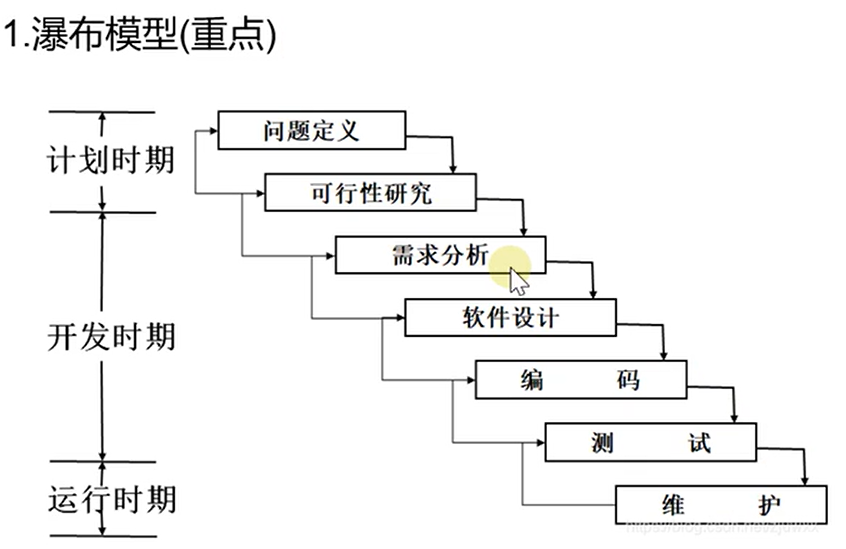 1.瀑布模型(重点)
问题定义
计划时期
可行性研究
需求分析
软件设计
开发时期
编 码
测 试
运行时期
维 护